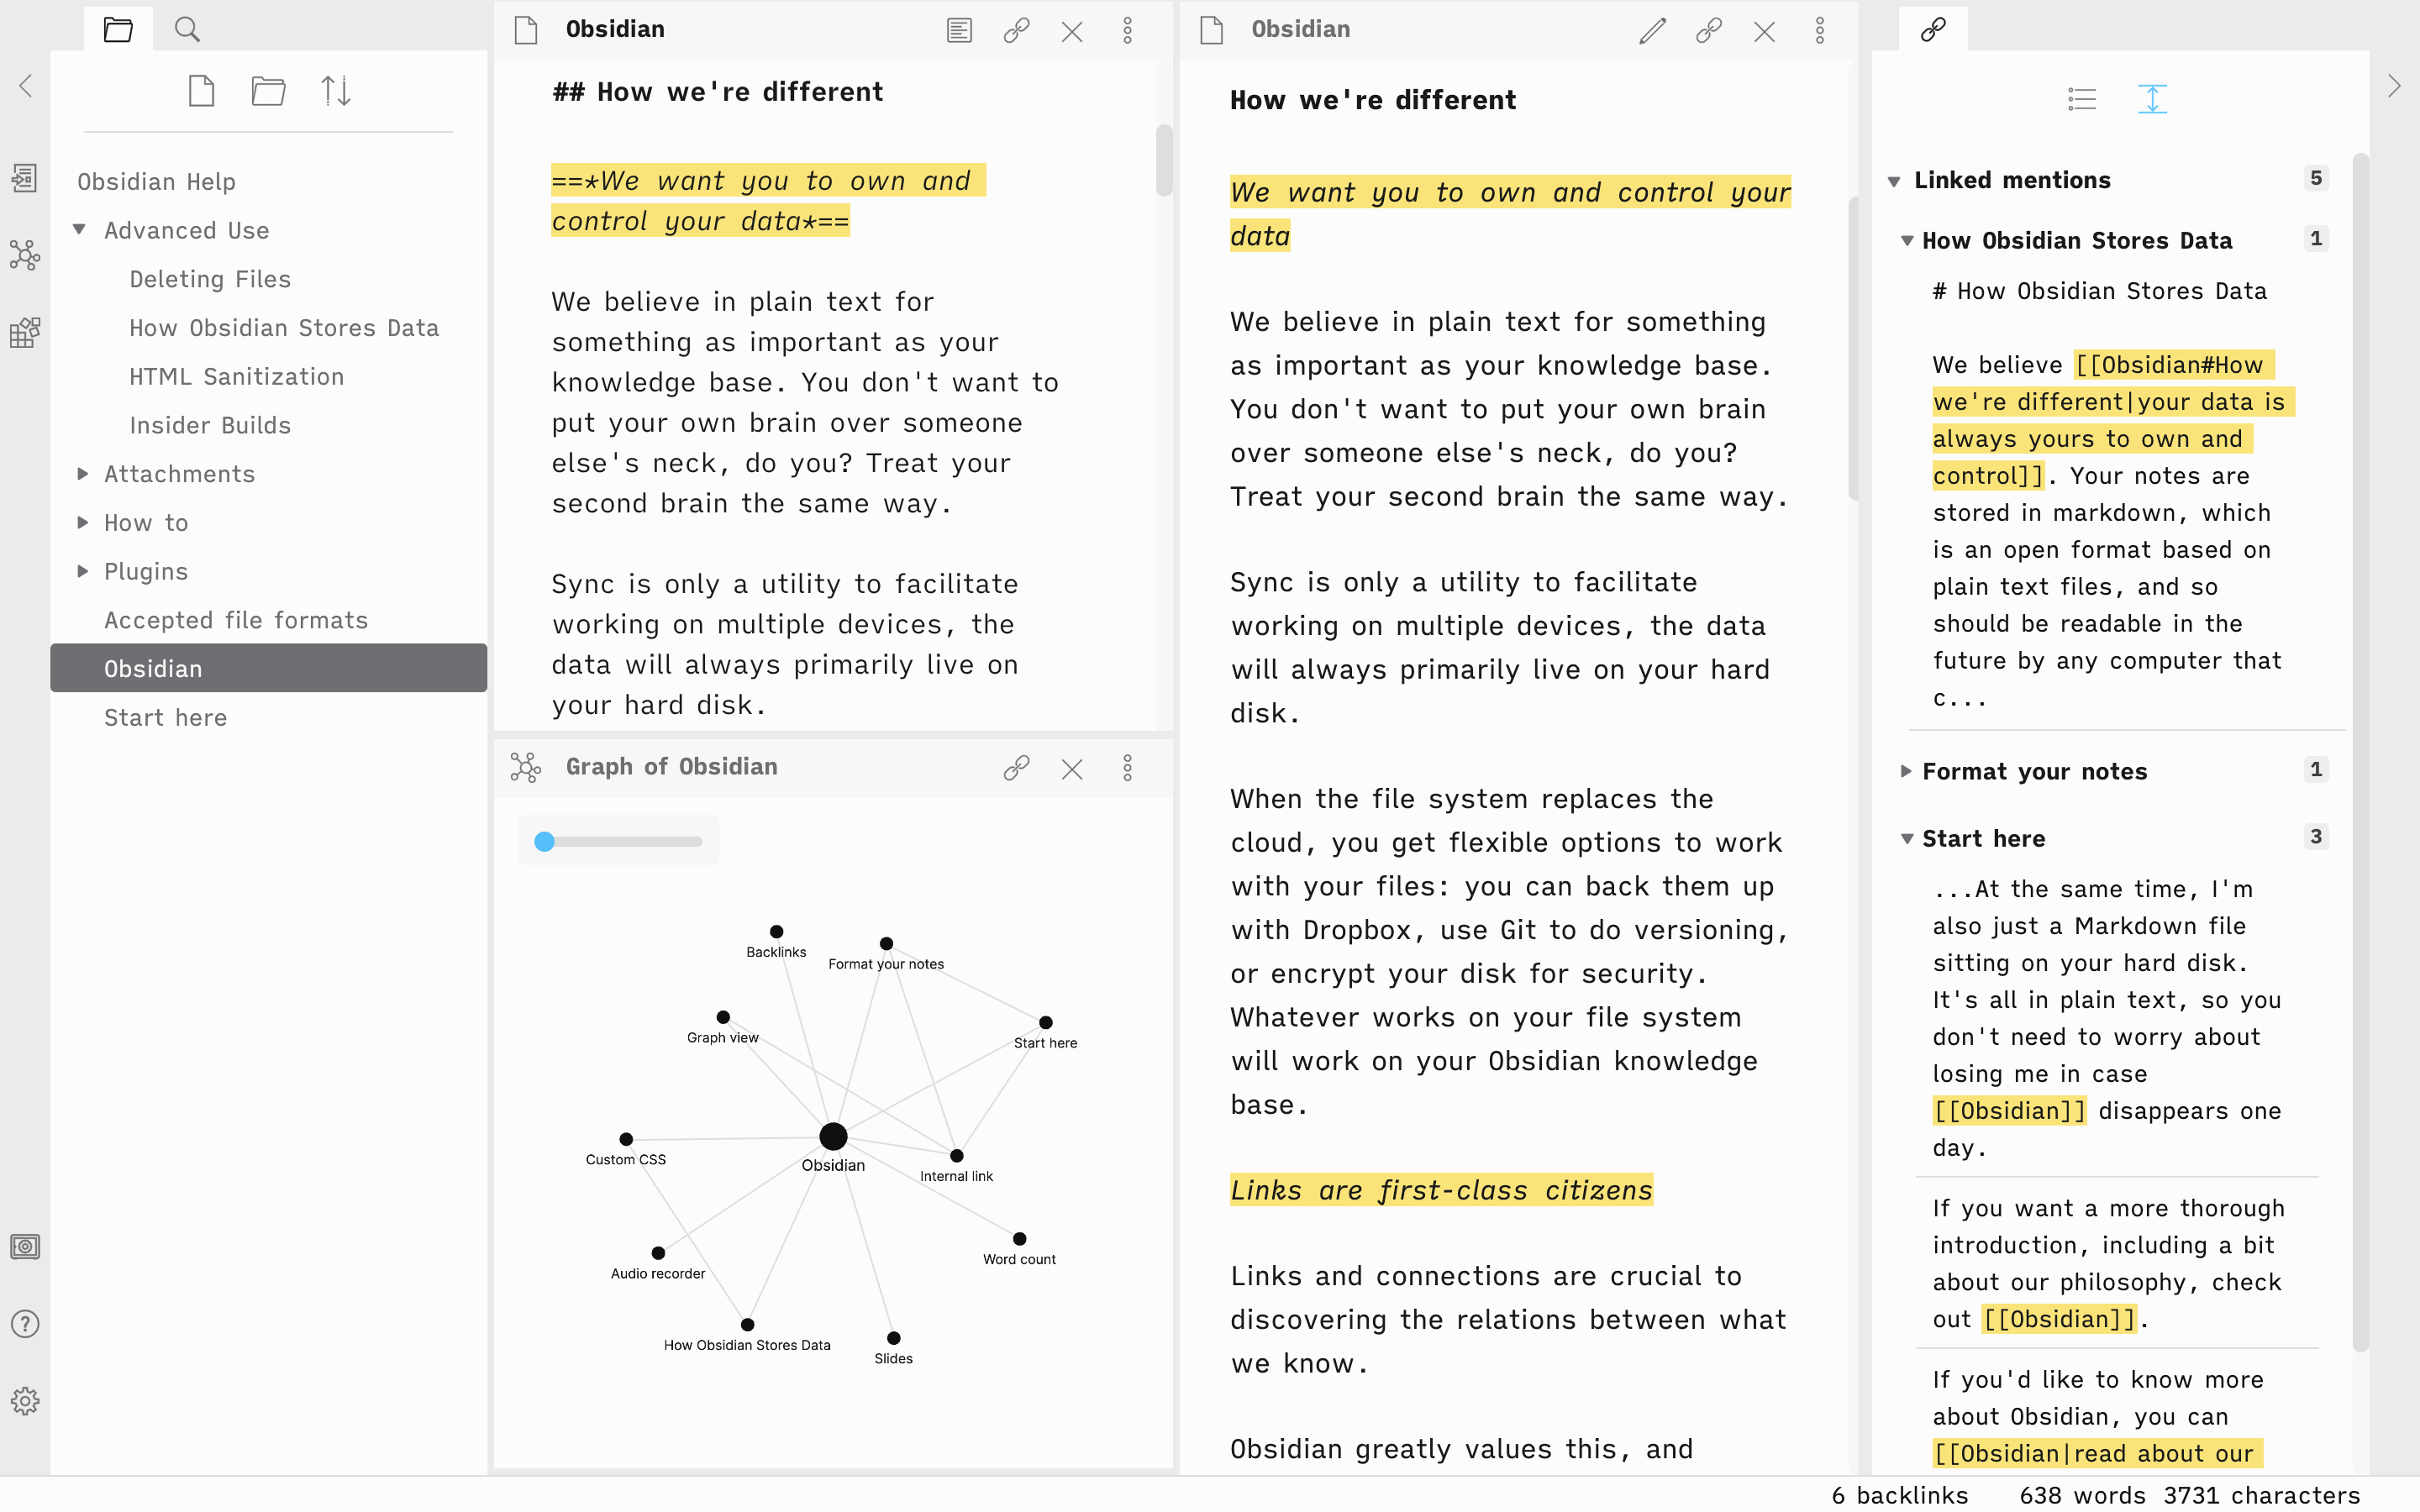 Obsidian Help
Advanced Use
Deleting Files
How Obsidian Stores Data
HTML Sanitization
Insider Builds
Attachments
How to
Plugins
Accepted file formats
Obsidian
Start here
Obsidian
## How we're different
==*We want you to own and
control your data*==
We believe in plain text for
something as important as your
knowledge base. You don't want to
put your own brain over someone
else's neck, do you? Treat your
second brain the same way.
Sync is only a utility to facilitate
working on multiple devices, the
data will always primarily live on
your hard disk.
Graph of Obsidian
Backlinks
Format your notes
Graph view
Start here
Custom CSS
Obsidian
Internal link
Word count
Audio recorder
How Obsidian Stores Data
Slides
Obsidian
How we're different
We want you to own and control your
data
We believe in plain text for something
as important as your knowledge base.
You don't want to put your own brain
over someone else's neck, do you?
Treat your second brain the same way.
Sync is only a utility to facilitate
working on multiple devices, the data
will always primarily live on your hard
disk.
When the file system replaces the
cloud, you get flexible options to work
with your files: you can back them up
with Dropbox, use Git to do versioning,
or encrypt your disk for security.
Whatever works on your file system
will work on your Obsidian knowledge
base.
Links are first-class citizens
Links and connections are crucial to
discovering the relations between what
we know.
Obsidian greatly values this, and
Linked mentions 5
How Obsidian Stores Data 1
# How Obsidian Stores Data
We believe [[Obsidian#How
we're different|your data is
always yours to own and
control]]. Your notes are
stored in markdown, which
is an open format based on
plain text files, and so
should be readable in the
future by any computer that
c...
Format your notes 1
Start here 3
...At the same time, I'm
also just a Markdown file
sitting on your hard disk.
It's all in plain text, so you
don't need to worry about
losing me in case
[[Obsidian]] disappears one
day.
If you want a more thorough
introduction, including a bit
about our philosophy, check
out [[Obsidian]].
If you'd like to know more
about Obsidian, you can
[[Obsidian|read about our
6 backlinks 638 words 3731 characters